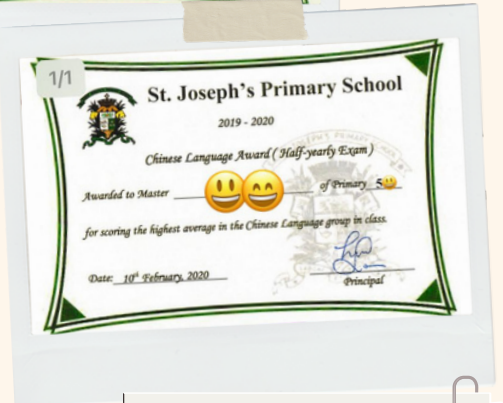 1/1
St. Joseph's Primary School
2019 - 2020
Chinese Language Award ( Half-yearly Exam )
Awarded to Master of Primary 5
for scoring the highest average in the Chinese Language group in class.
Date: 10th February, 2020
Principal